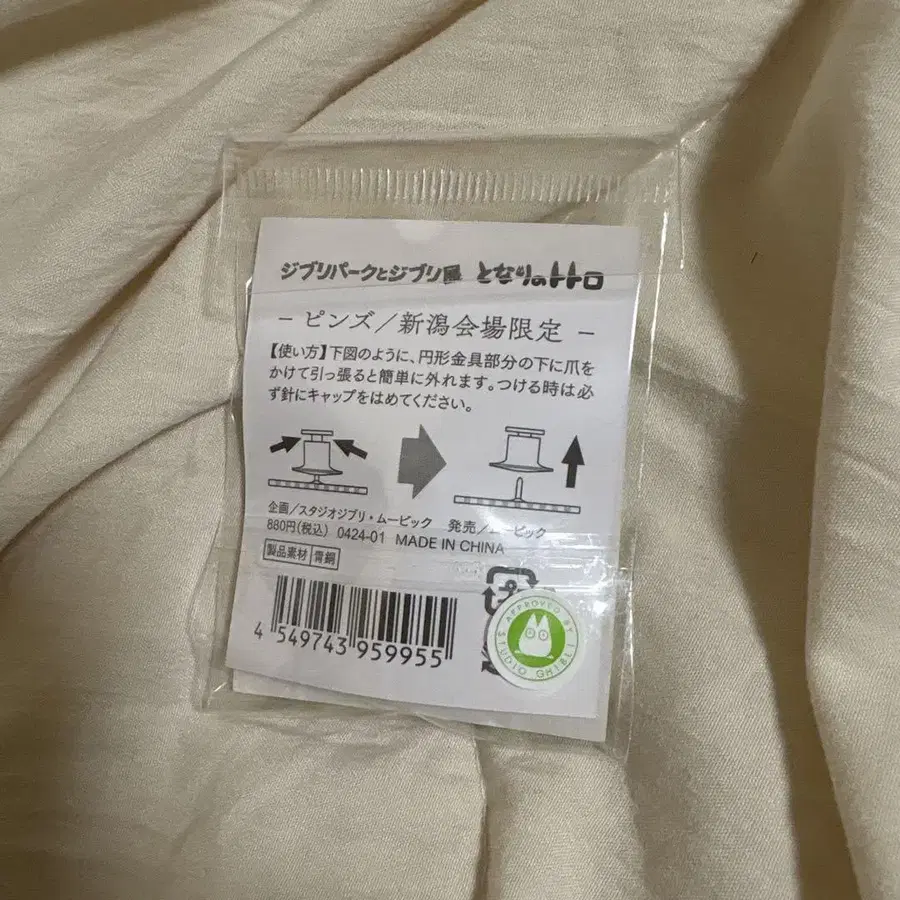 ジブリパークとジブリ展 となりのトトロ
– ピンズ／新潟会場限定 –
【使い方】下図のように、円形金具部分の下に爪を
かけて引っ張ると簡単に外れます。つける時は必
ず針にキャップをはめてください。
企画／スタジオジブリ・ムービック 発売／ムービック
880円(税込) 0424-01 MADE IN CHINA
製品素材 青銅
プ
4 549743 959955
APPROVED BY
STUDIO GHIBLI